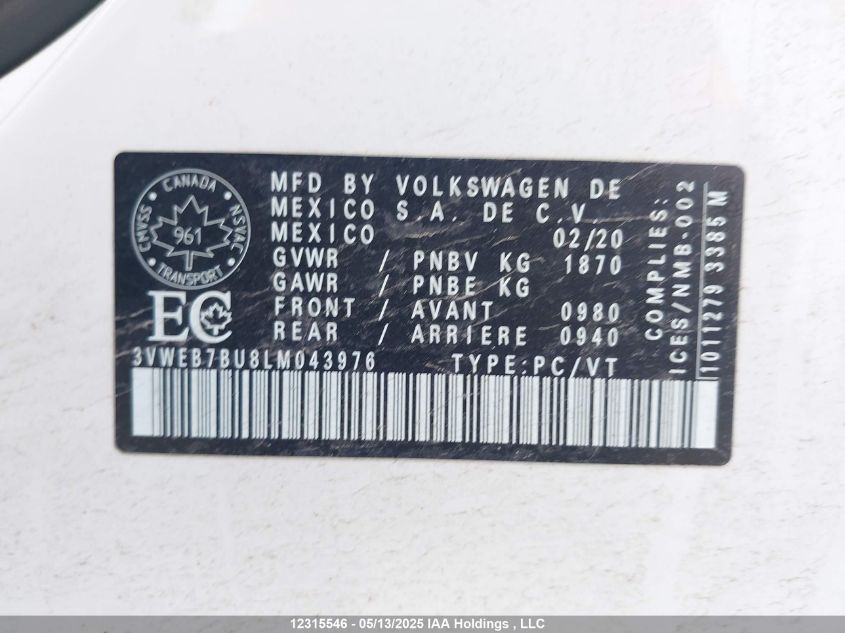 CANADA
CMVSS
NSVAC
961
TRANSPORT
EC
MFD BY VOLKSWAGEN DE
MEXICO S.A. DE C.V.
MEXICO 02/20
GVWR / PNBV KG 1870
GAWR / PNBE KG
FRONT / AVANT 0980
REAR / ARRIERE 0940
3VWEB7BU8LM043976 TYPE:PC/VT
COMPLIES:
ICES/NMB-002
1011279 3385 M
12315546 - 05/13/2025 IAA Holdings , LLC